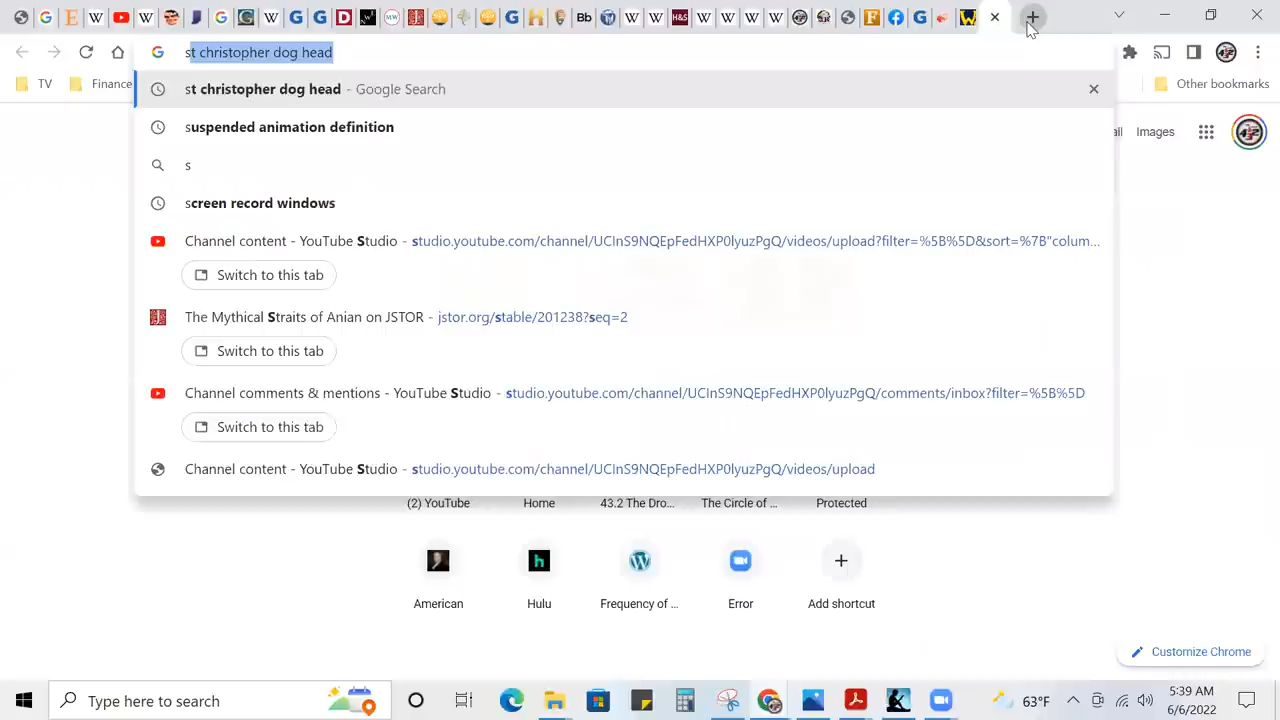 st christopher dog head
TV
Finance
Other bookmarks
st christopher dog head - Google Search
ail Images
suspended animation definition
s
screen record windows
Channel content - YouTube Studio - studio.youtube.com/channel/UCInS9NQEpFedHXP0lyuzPgQ/videos/upload?filter=%5B%5D&sort=%7B"colum...
Switch to this tab
The Mythical Straits of Anian on JSTOR - jstor.org/stable/201238?seq=2
Switch to this tab
Channel comments & mentions - YouTube Studio - studio.youtube.com/channel/UCInS9NQEpFedHXP0lyuzPgQ/comments/inbox?filter=%5B%5D
Switch to this tab
Channel content - YouTube Studio - studio.youtube.com/channel/UCInS9NQEpFedHXP0lyuzPgQ/videos/upload
(2) YouTube
Home
43.2 The Dro...
The Circle of ...
Protected
American
Hulu
Frequency of ...
Error
Add shortcut
Customize Chrome
Type here to search
63°F
5:39 AM
6/6/2022